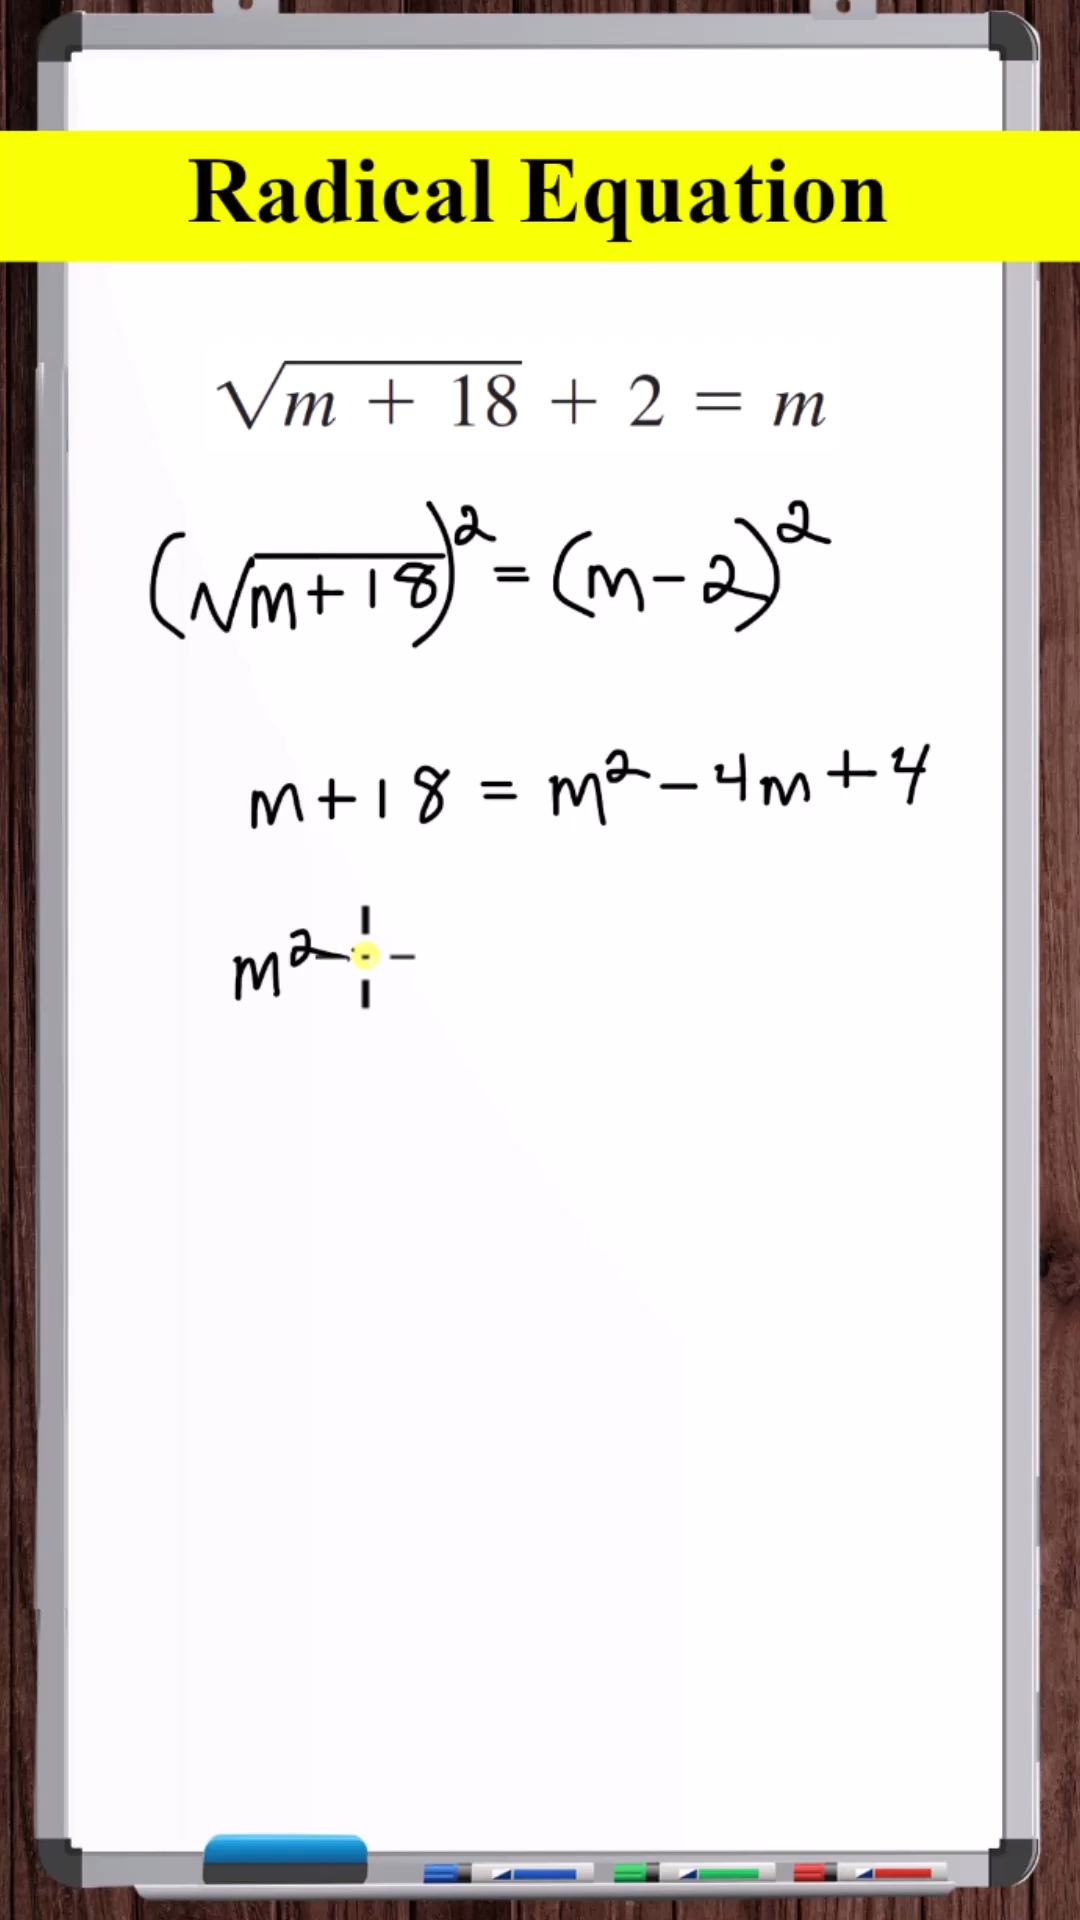 Radical Equation
√(m + 18) + 2 = m
(√(m+18))² = (m-2)²
m+18 = m² - 4m + 4
m² -